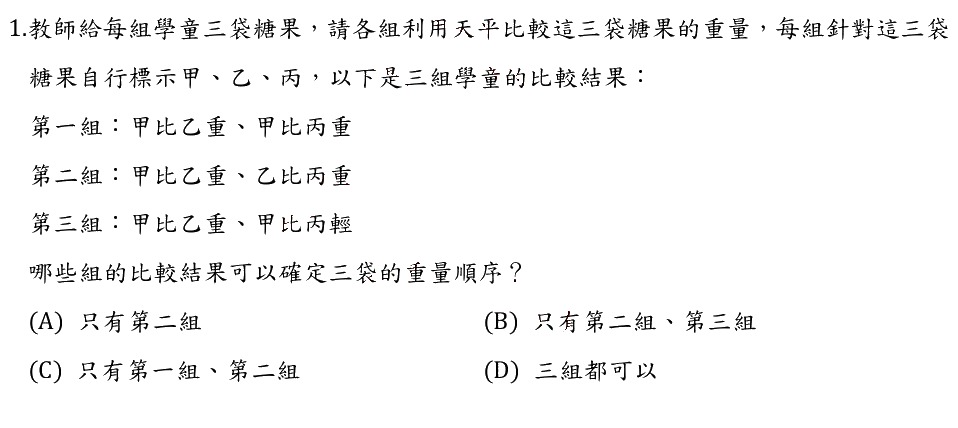 1.教師給每組學童三袋糖果，請各組利用天平比較這三袋糖果的重量，每組針對這三袋
糖果自行標示甲、乙、丙，以下是三組學童的比較結果：
第一組：甲比乙重、甲比丙重
第二組：甲比乙重、乙比丙重
第三組：甲比乙重、甲比丙輕
哪些組的比較結果可以確定三袋的重量順序？
(A) 只有第二組 (B) 只有第二組、第三組
(C) 只有第一組、第二組 (D) 三組都可以